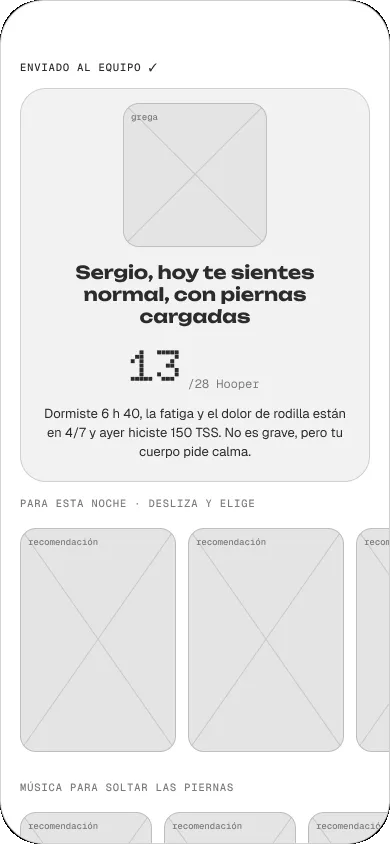 ENVIADO AL EQUIPO ✓
grega
Sergio, hoy te sientes
normal, con piernas
cargadas
13 /28 Hooper
Dormiste 6 h 40, la fatiga y el dolor de rodilla están
en 4/7 y ayer hiciste 150 TSS. No es grave, pero tu
cuerpo pide calma.
PARA ESTA NOCHE · DESLIZA Y ELIGE
recomendación
recomendación
recom
MÚSICA PARA SOLTAR LAS PIERNAS
recomendación
recomendación
recomendació